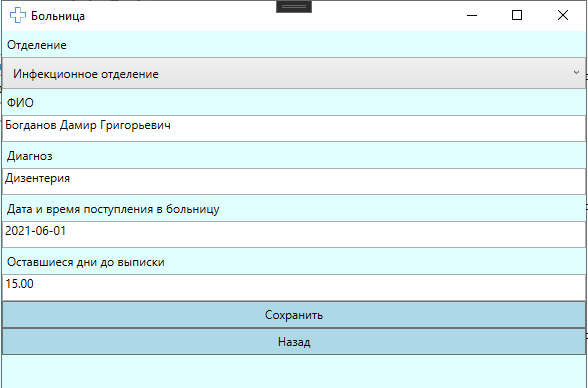 Больница
Отделение
Инфекционное отделение
ФИО
Богданов Дамир Григорьевич
Диагноз
Дизентерия
Дата и время поступления в больницу
2021-06-01
Оставшиеся дни до выписки
15.00
Сохранить
Назад